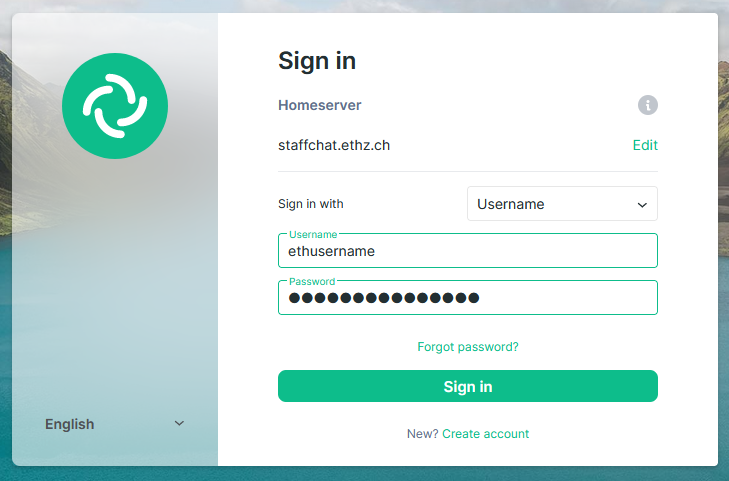 Sign in
Homeserver
staffchat.ethz.ch Edit
Sign in with Username
Username
ethusername
Password
●●●●●●●●●●●●●●●
Forgot password?
Sign in
English
New? Create account